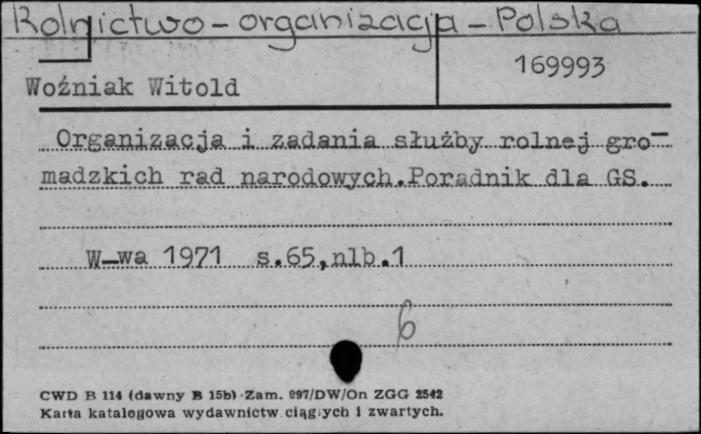 Rolnictwo - organizacja - Polska
169993
Woźniak Witold
Organizacja i zadania służby rolnej gro-
madzkich rad narodowych.Poradnik dla GS.
W-wa 1971 s.65,nlb.1
6
CWD B 114 (dawny B 15b) Zam. 897/DW/On ZGG 2542
Karta katalogowa wydawnictw ciągłych i zwartych.